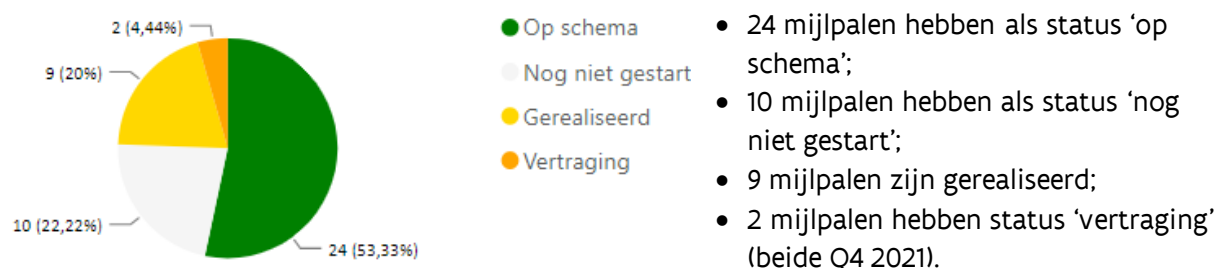 2 (4,44%)
9 (20%)
10 (22,22%)
24 (53,33%)
Op schema
Nog niet gestart
Gerealiseerd
Vertraging
• 24 mijlpalen hebben als status ‘op
schema’;
• 10 mijlpalen hebben als status ‘nog
niet gestart’;
• 9 mijlpalen zijn gerealiseerd;
• 2 mijlpalen hebben status ‘vertraging’
(beide Q4 2021).